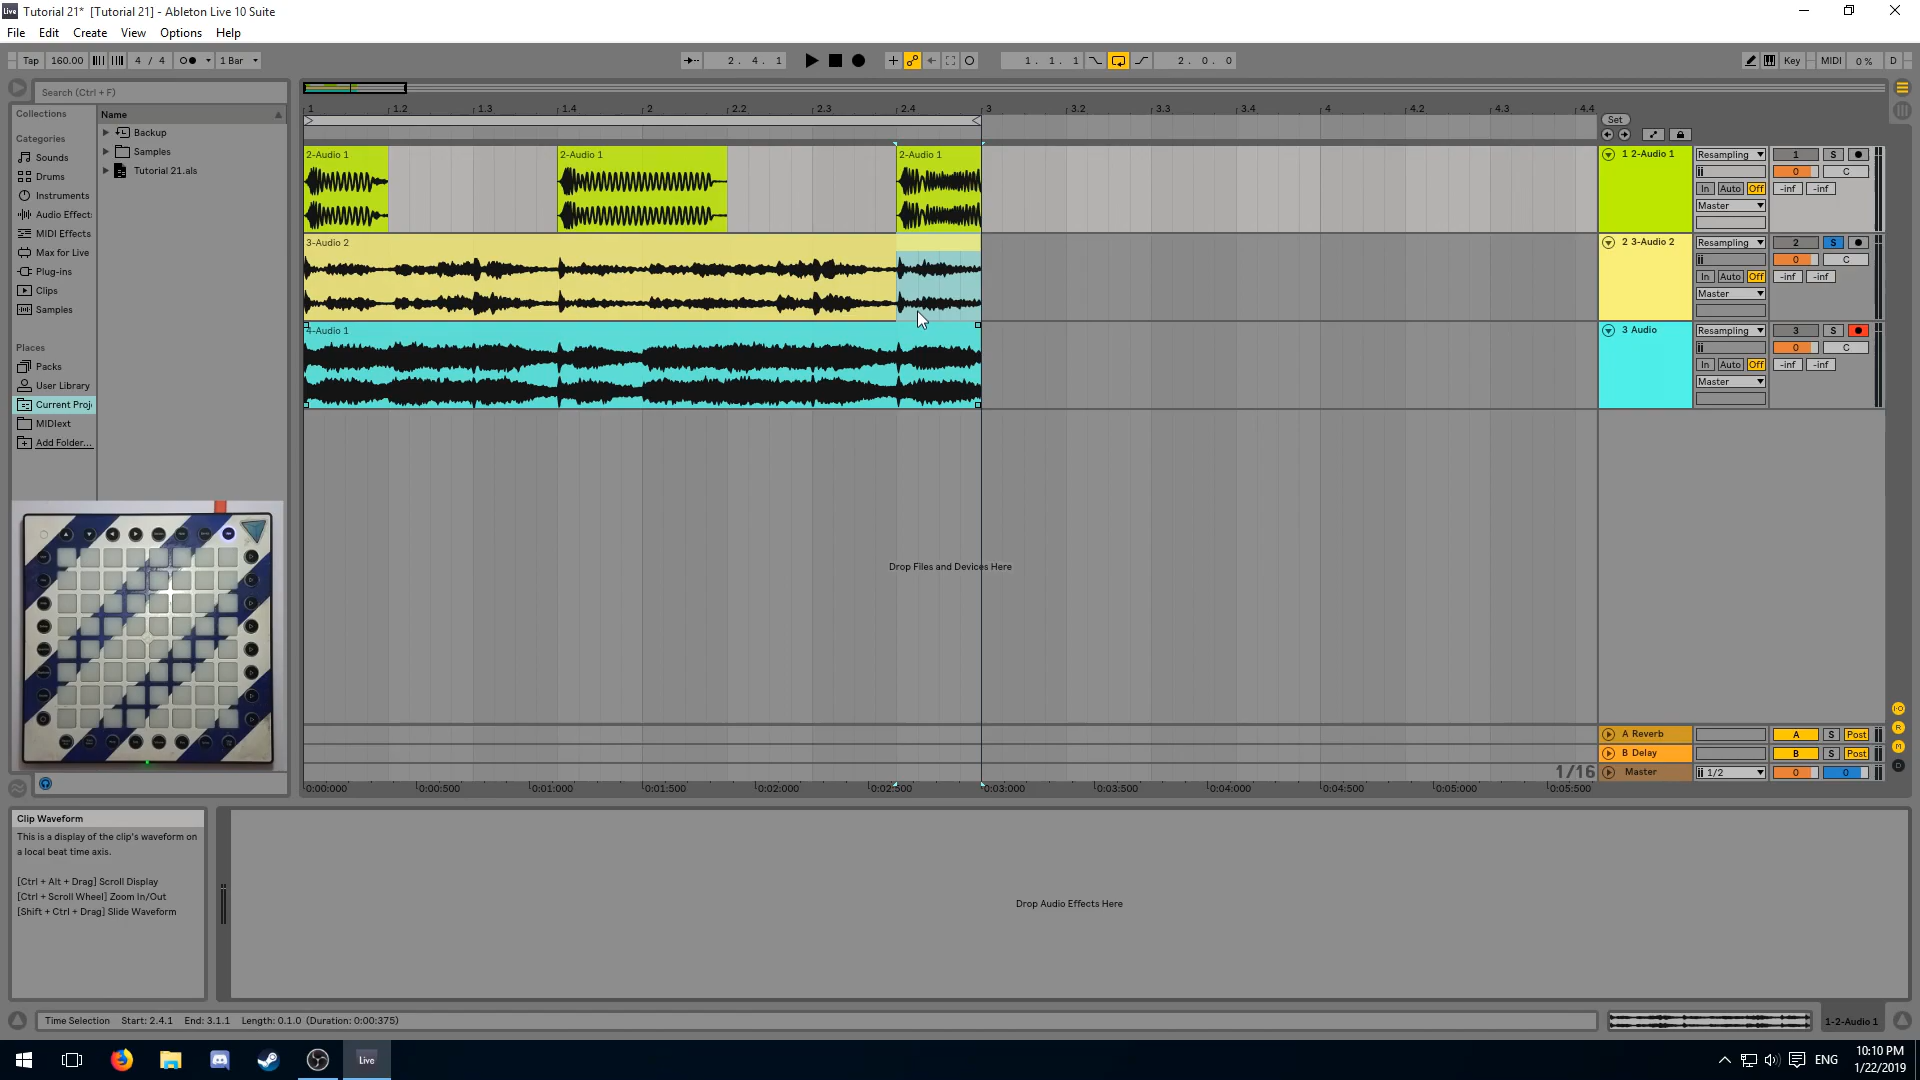 Live Tutorial 21* [Tutorial 21] - Ableton Live 10 Suite
File Edit Create View Options Help
Tap 160.00 4 / 4 1 Bar 2. 4. 1 1. 1. 1 2. 0. 0 Key MIDI 0 % D
Search (Ctrl + F)
Collections
Categories
Sounds
Drums
Instruments
Audio Effect:
MIDI Effects
Max for Live
Plug-ins
Clips
Samples
Places
Packs
User Library
Current Proj
MIDIext
Add Folder...
Name
Backup
Samples
Tutorial 21.als
1 1.2 1.3 1.4 2 2.2 2.3 2.4 3 3.2 3.3 3.4 4 4.2 4.3 4.4
Set
2-Audio 1 2-Audio 1 2-Audio 1
3-Audio 2
4-Audio 1
1 2-Audio 1 Resampling 1 S
0 C
In Auto Off -inf -inf
Master
2 3-Audio 2 Resampling 2 S
0 C
In Auto Off -inf -inf
Master
3 Audio Resampling 3 S
0 C
In Auto Off -inf -inf
Master
Drop Files and Devices Here
A Reverb A S Post
B Delay B S Post
1/16 Master 1/2 0 0
0:00:000 0:00:500 0:01:000 0:01:500 0:02:000 0:02:500 0:03:000 0:03:500 0:04:000 0:04:500 0:05:000 0:05:500
I·O
R
M
D
Clip Waveform
This is a display of the clip's waveform on
a local beat time axis.
[Ctrl + Alt + Drag] Scroll Display
[Ctrl + Scroll Wheel] Zoom In/Out
[Shift + Ctrl + Drag] Slide Waveform
Drop Audio Effects Here
Time Selection Start: 2.4.1 End: 3.1.1 Length: 0.1.0 (Duration: 0:00:375)
1-2-Audio 1
Live
ENG
10:10 PM
1/22/2019